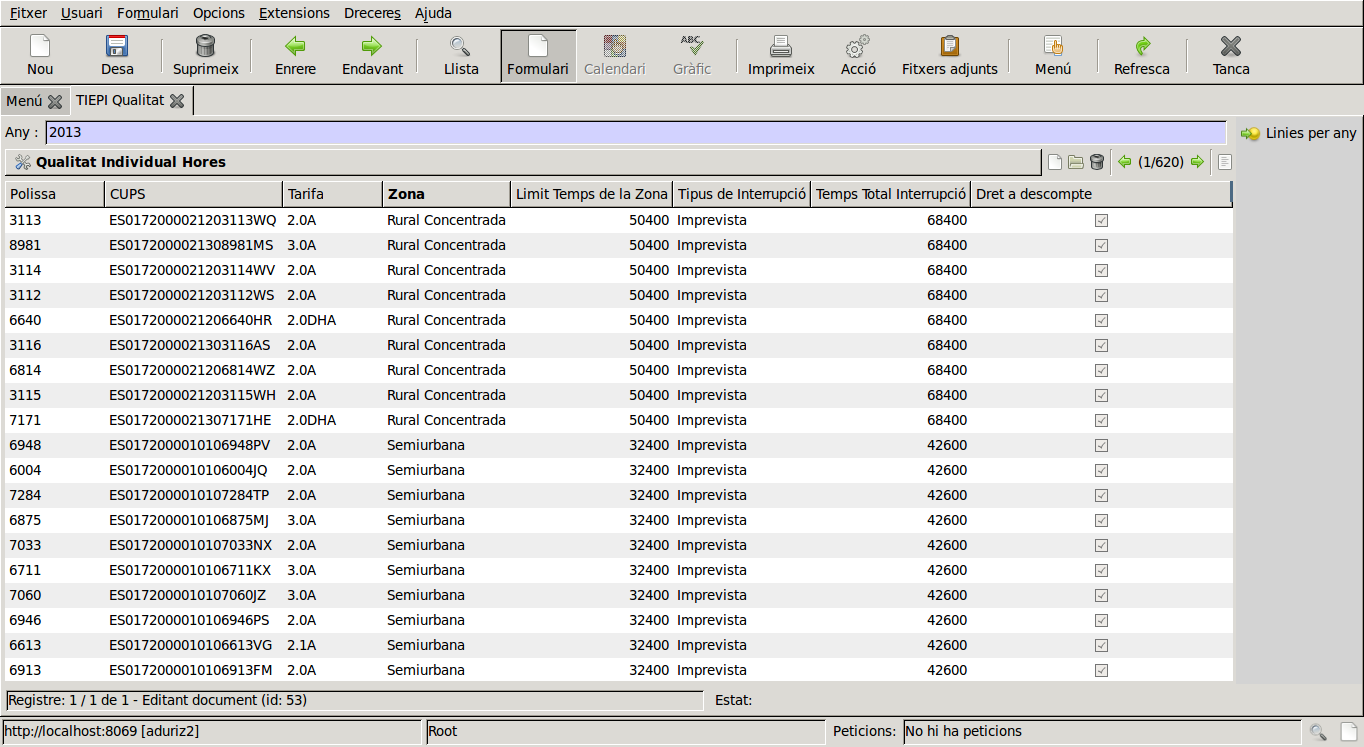 Fitxer Usuari Formulari Opcions Extensions Dreceres Ajuda
ABC
Nou Desa Suprimeix Enrere Endavant Llista Formulari Calendari Gràfic Imprimeix Acció Fitxers adjunts Menú Refresca Tanca
Menú TIEPI Qualitat
Any : 2013 Linies per any
Qualitat Individual Hores (1/620)
Polissa CUPS Tarifa Zona Limit Temps de la Zona Tipus de Interrupció Temps Total Interrupció Dret a descompte
3113 ES0172000021203113WQ 2.0A Rural Concentrada 50400 Imprevista 68400
8981 ES0172000021308981MS 3.0A Rural Concentrada 50400 Imprevista 68400
3114 ES0172000021203114WV 2.0A Rural Concentrada 50400 Imprevista 68400
3112 ES0172000021203112WS 2.0A Rural Concentrada 50400 Imprevista 68400
6640 ES0172000021206640HR 2.0DHA Rural Concentrada 50400 Imprevista 68400
3116 ES0172000021303116AS 2.0A Rural Concentrada 50400 Imprevista 68400
6814 ES0172000021206814WZ 2.0A Rural Concentrada 50400 Imprevista 68400
3115 ES0172000021203115WH 2.0A Rural Concentrada 50400 Imprevista 68400
7171 ES0172000021307171HE 2.0DHA Rural Concentrada 50400 Imprevista 68400
6948 ES0172000010106948PV 2.0A Semiurbana 32400 Imprevista 42600
6004 ES0172000010106004JQ 2.0A Semiurbana 32400 Imprevista 42600
7284 ES0172000010107284TP 2.0A Semiurbana 32400 Imprevista 42600
6875 ES0172000010106875MJ 3.0A Semiurbana 32400 Imprevista 42600
7033 ES0172000010107033NX 2.0A Semiurbana 32400 Imprevista 42600
6711 ES0172000010106711KX 3.0A Semiurbana 32400 Imprevista 42600
7060 ES0172000010107060JZ 3.0A Semiurbana 32400 Imprevista 42600
6946 ES0172000010106946PS 2.0A Semiurbana 32400 Imprevista 42600
6613 ES0172000010106613VG 2.1A Semiurbana 32400 Imprevista 42600
6913 ES0172000010106913FM 2.0A Semiurbana 32400 Imprevista 42600
Registre: 1 / 1 de 1 - Editant document (id: 53) Estat:
http://localhost:8069 [aduriz2] Root Peticions: No hi ha peticions